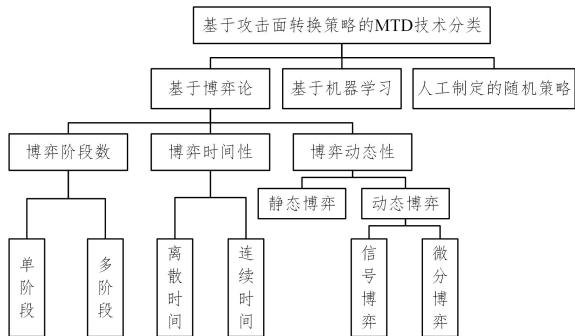 基于攻击面转换策略的MTD技术分类
基于博弈论
基于机器学习
人工制定的随机策略
博弈阶段数
博弈时间性
博弈动态性
静态博弈
动态博弈
单阶段
多阶段
离散时间
连续时间
信号博弈
微分博弈